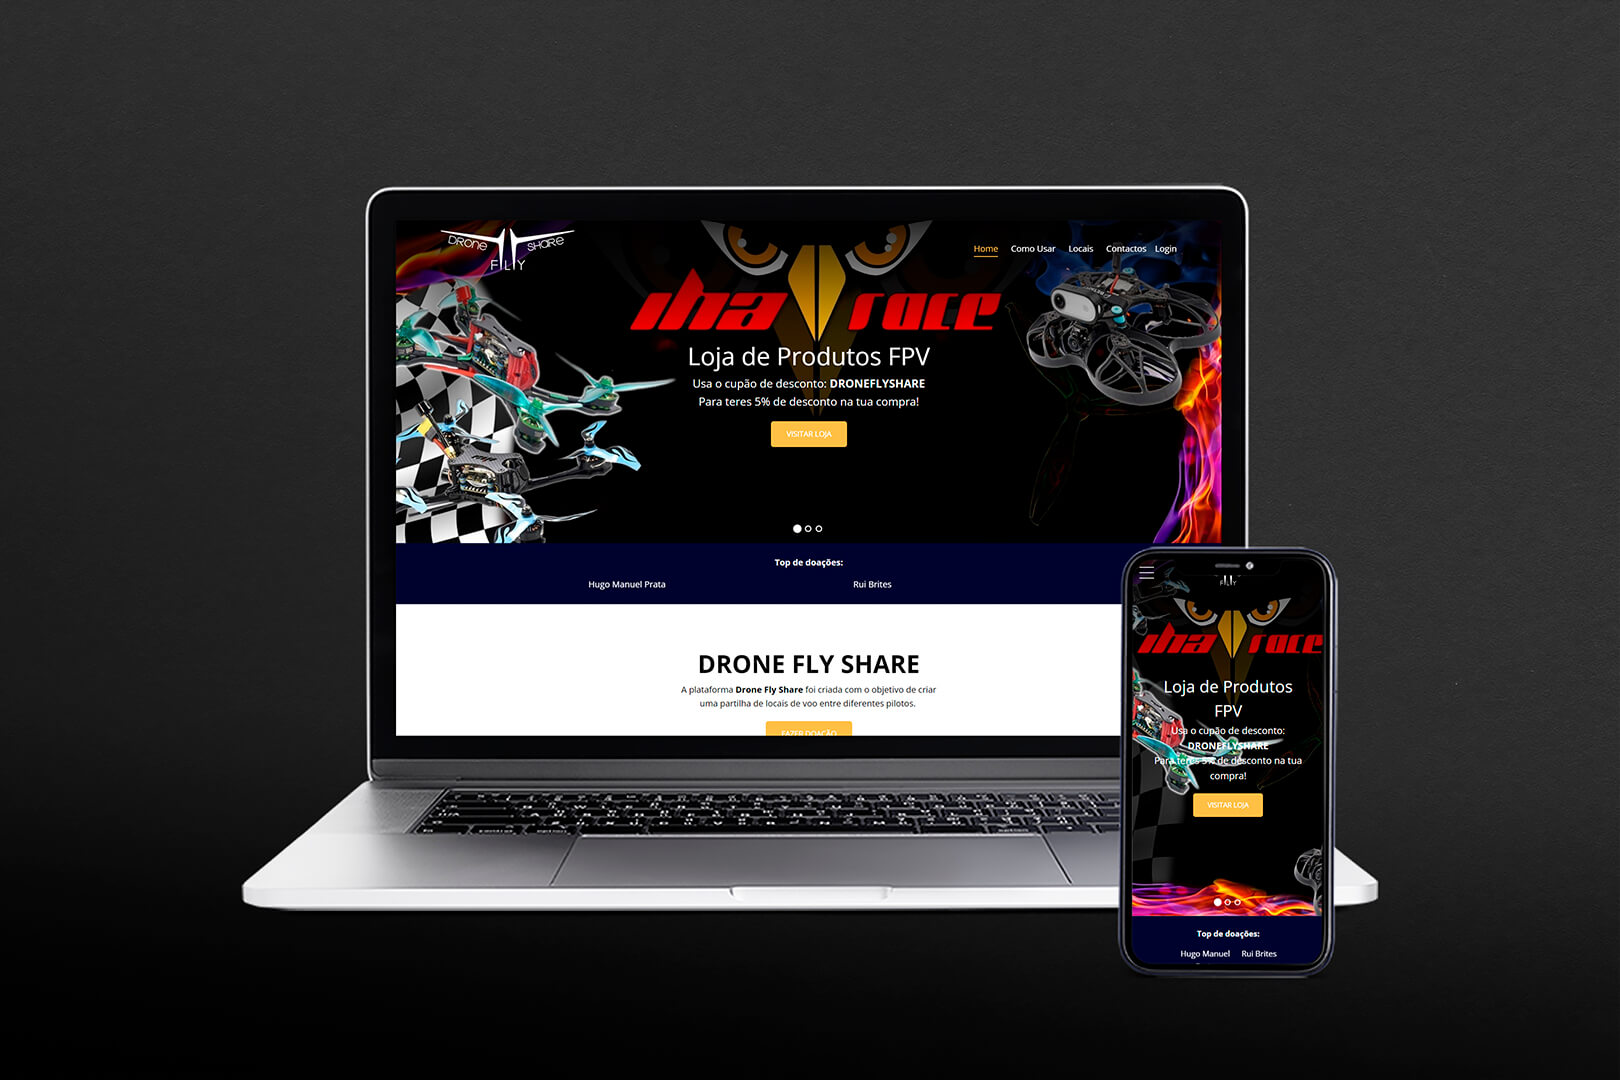 DRONE SHARE
FLY
Home Como Usar Locais Contactos Login
ilha race
Loja de Produtos FPV
Usa o cupão de desconto: DRONEFLYSHARE
Para teres 5% de desconto na tua compra!
VISITAR LOJA
Top de doações:
Hugo Manuel Prata Rui Brites
DRONE FLY SHARE
A plataforma Drone Fly Share foi criada com o objetivo de criar
uma partilha de locais de voo entre diferentes pilotos.
FAZER DOAÇÃO
FLY
ilha race
Loja de Produtos
FPV
Usa o cupão de desconto:
DRONEFLYSHARE
Para teres 5% de desconto na tua
compra!
VISITAR LOJA
Top de doações:
Hugo Manuel Rui Brites